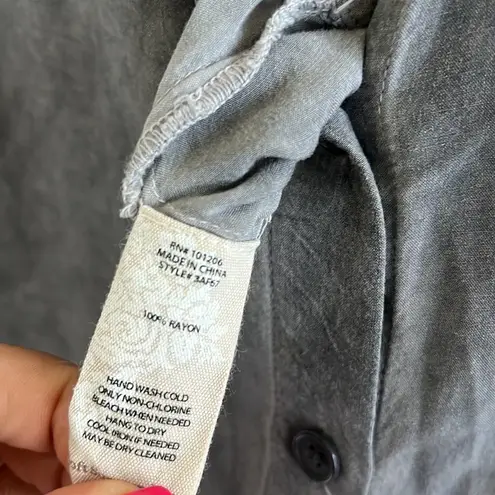 RN# 101206
MADE IN CHINA
STYLE# 3AF67
100% RAYON
HAND WASH COLD
ONLY NON-CHLORINE
BLEACH WHEN NEEDED
HANG TO DRY
COOL IRON IF NEEDED
MAY BE DRY CLEANED